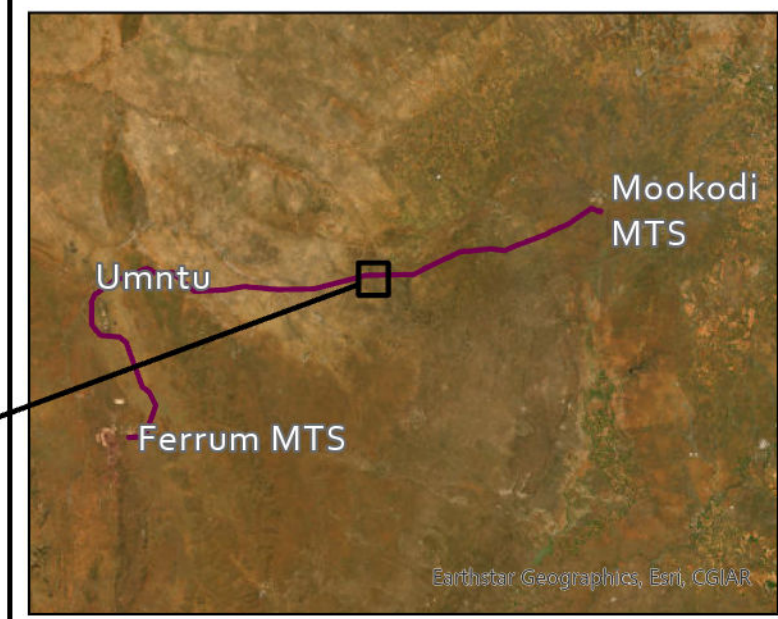 Mookodi
MTS
Umntu
Ferrum MTS
Earthstar Geographics, Esri, CGIAR